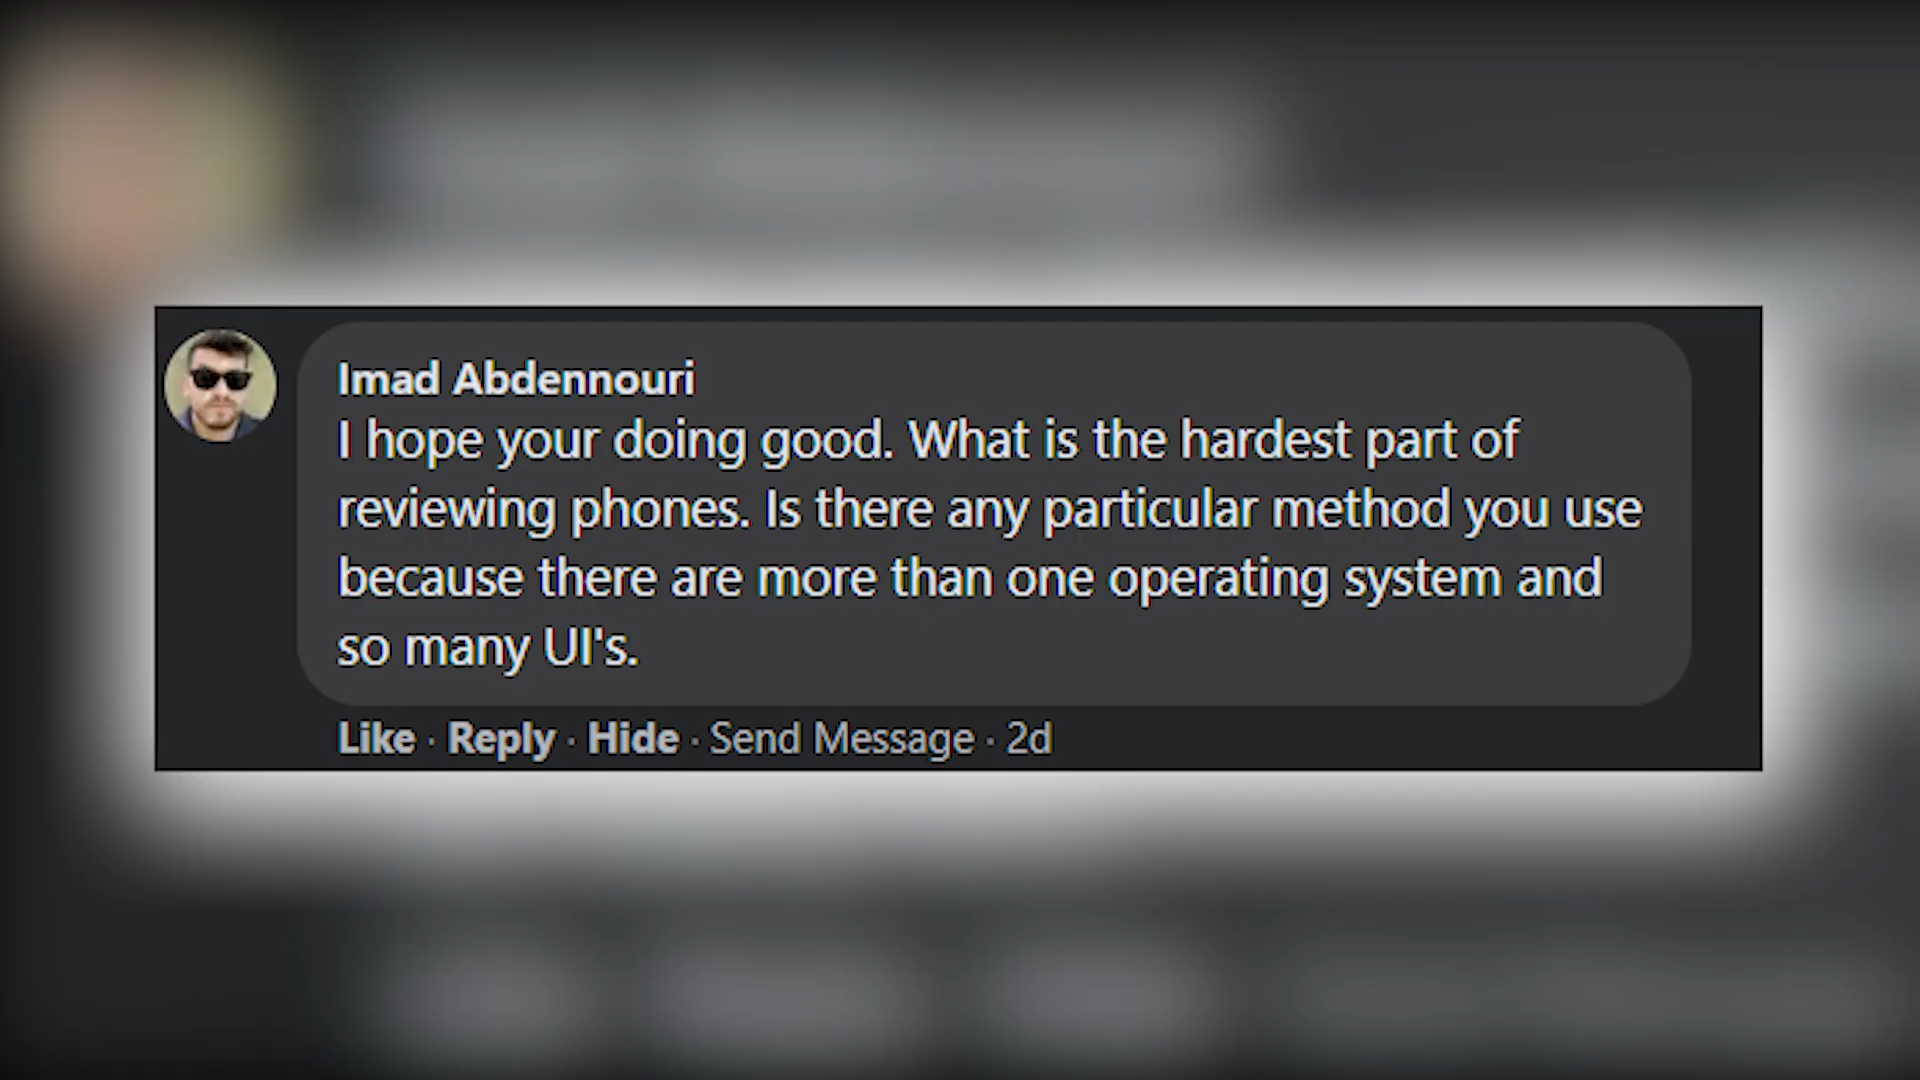 Imad Abdennouri
I hope your doing good. What is the hardest part of
reviewing phones. Is there any particular method you use
because there are more than one operating system and
so many UI's.
Like · Reply · Hide · Send Message · 2d